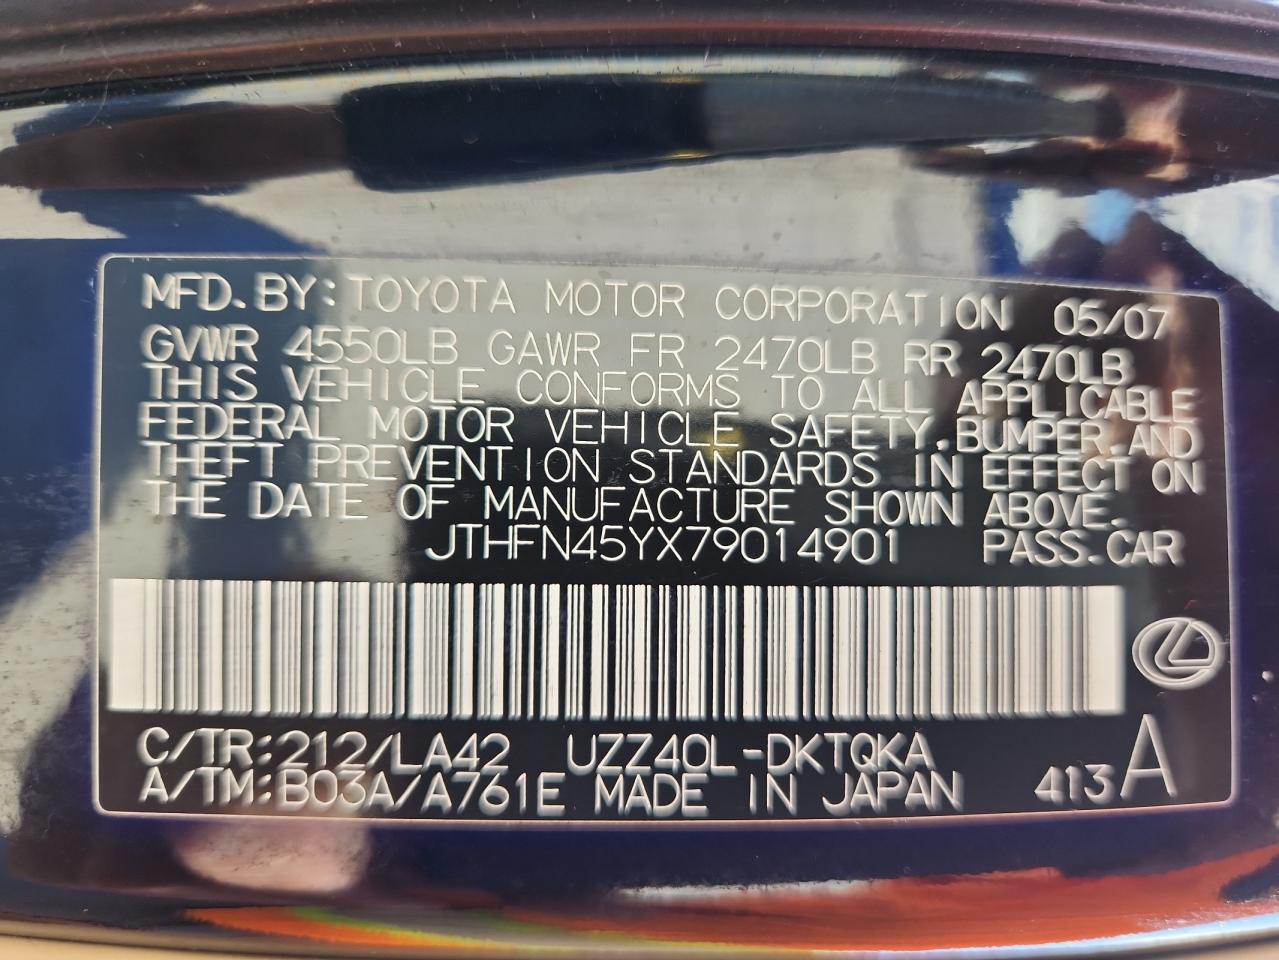 MFD. BY: TOYOTA MOTOR CORPORATION 05/07
GVWR 4550LB GAWR FR 2470LB RR 2470LB
THIS VEHICLE CONFORMS TO ALL APPLICABLE
FEDERAL MOTOR VEHICLE SAFETY, BUMPER, AND
THEFT PREVENTION STANDARDS IN EFFECT ON
THE DATE OF MANUFACTURE SHOWN ABOVE.
JTHFN45YX79014901 PASS. CAR
C/TR: 212/LA42 UZZ40L-DKTQKA
A/TM: B03A/A761E MADE IN JAPAN 413 A